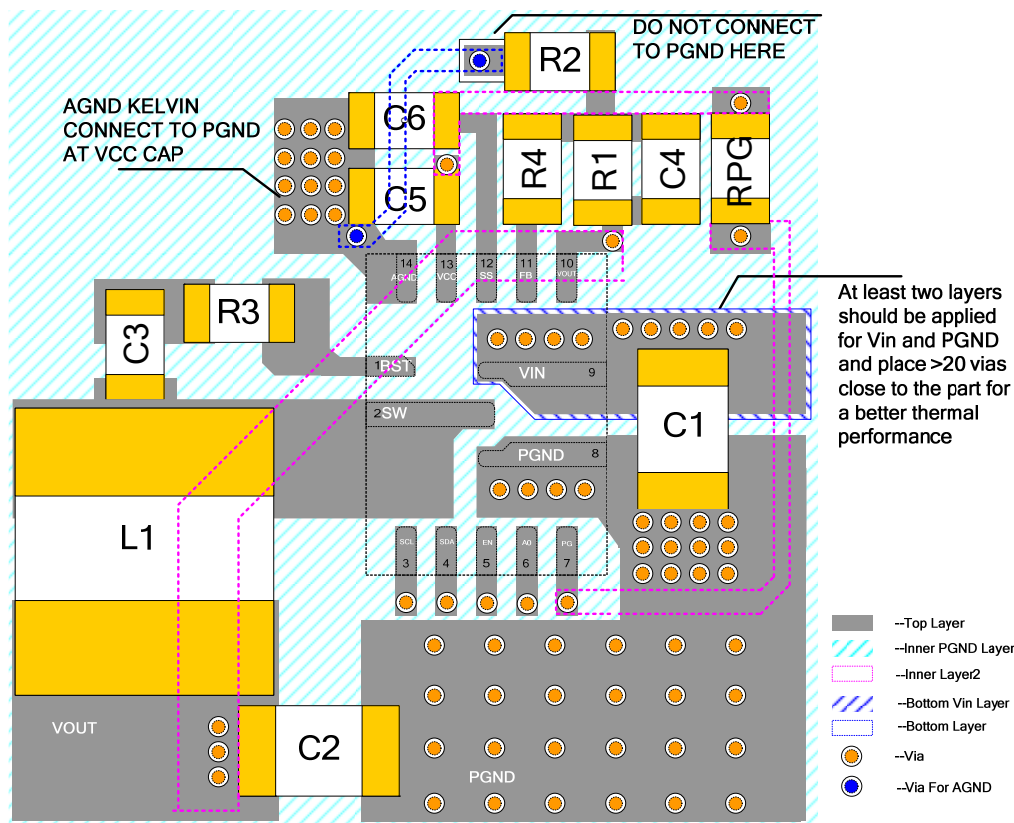 DO NOT CONNECT
TO PGND HERE
R2
AGND KELVIN
CONNECT TO PGND
AT VCC CAP
C6
C5
R4
R1
C4
RPG
14
AGND
13
VCC
12
SS
11
FB
10
VOUT
At least two layers
should be applied
for Vin and PGND
and place >20 vias
close to the part for
a better thermal
performance
R3
C3
1
RST
VIN
9
2
SW
C1
PGND
8
L1
SCL
3
SDA
4
EN
5
A0
6
PG
7
--Top Layer
--Inner PGND Layer
--Inner Layer2
--Bottom Vin Layer
--Bottom Layer
--Via
--Via For AGND
VOUT
C2
PGND